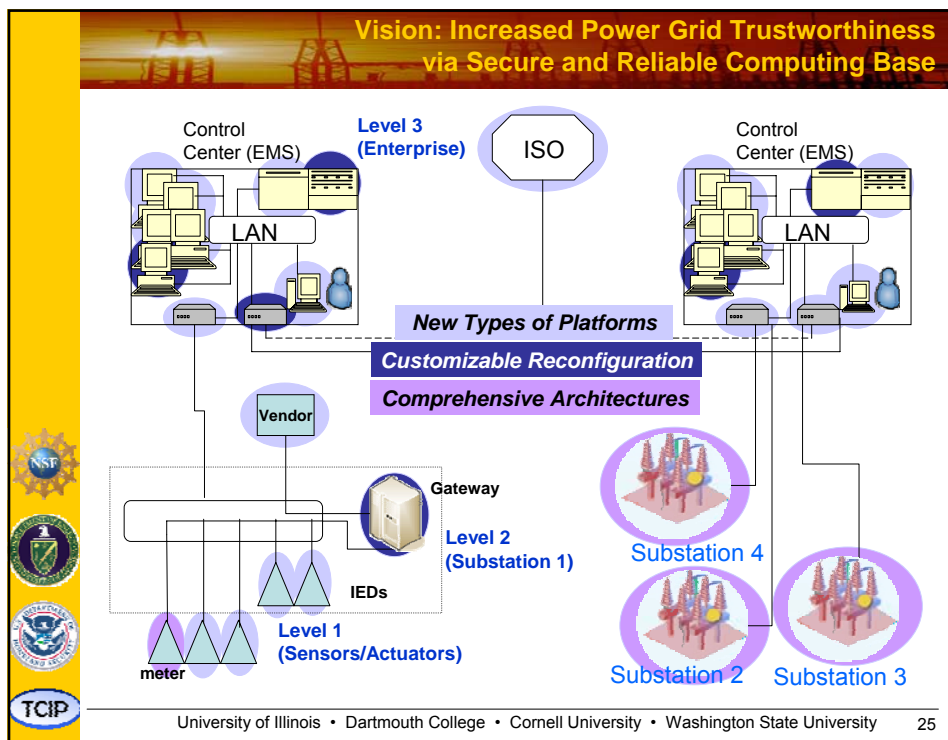 Vision: Increased Power Grid Trustworthiness
via Secure and Reliable Computing Base
Control
Center (EMS)
Level 3
(Enterprise)
ISO
Control
Center (EMS)
LAN
LAN
New Types of Platforms
Customizable Reconfiguration
Comprehensive Architectures
Vendor
Gateway
Level 2
(Substation 1)
IEDs
Level 1
(Sensors/Actuators)
meter
Substation 4
Substation 2
Substation 3
NSF
TCIP
University of Illinois • Dartmouth College • Cornell University • Washington State University
25